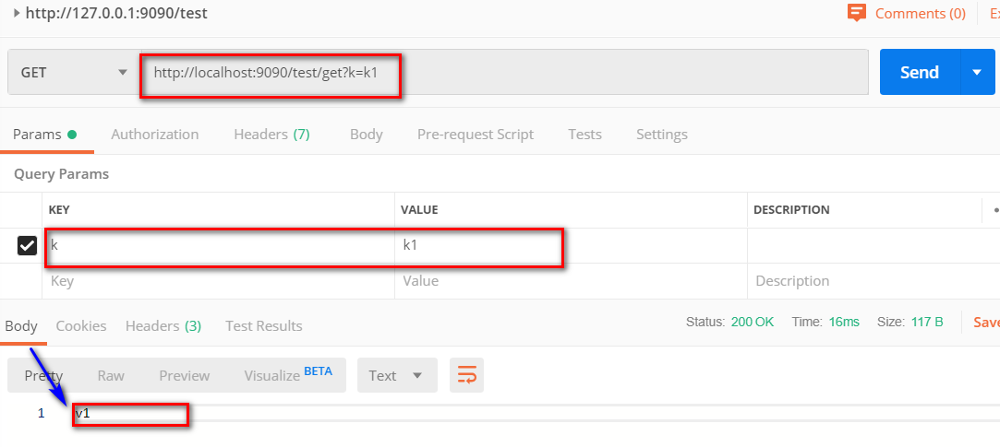 http://127.0.0.1:9090/test Comments (0)
GET http://localhost:9090/test/get?k=k1 Send
Params Authorization Headers (7) Body Pre-request Script Tests Settings
Query Params
KEY VALUE DESCRIPTION
k k1
Key Value Description
Body Cookies Headers (3) Test Results Status: 200 OK Time: 16ms Size: 117 B Save
Pretty Raw Preview Visualize BETA Text
1 v1